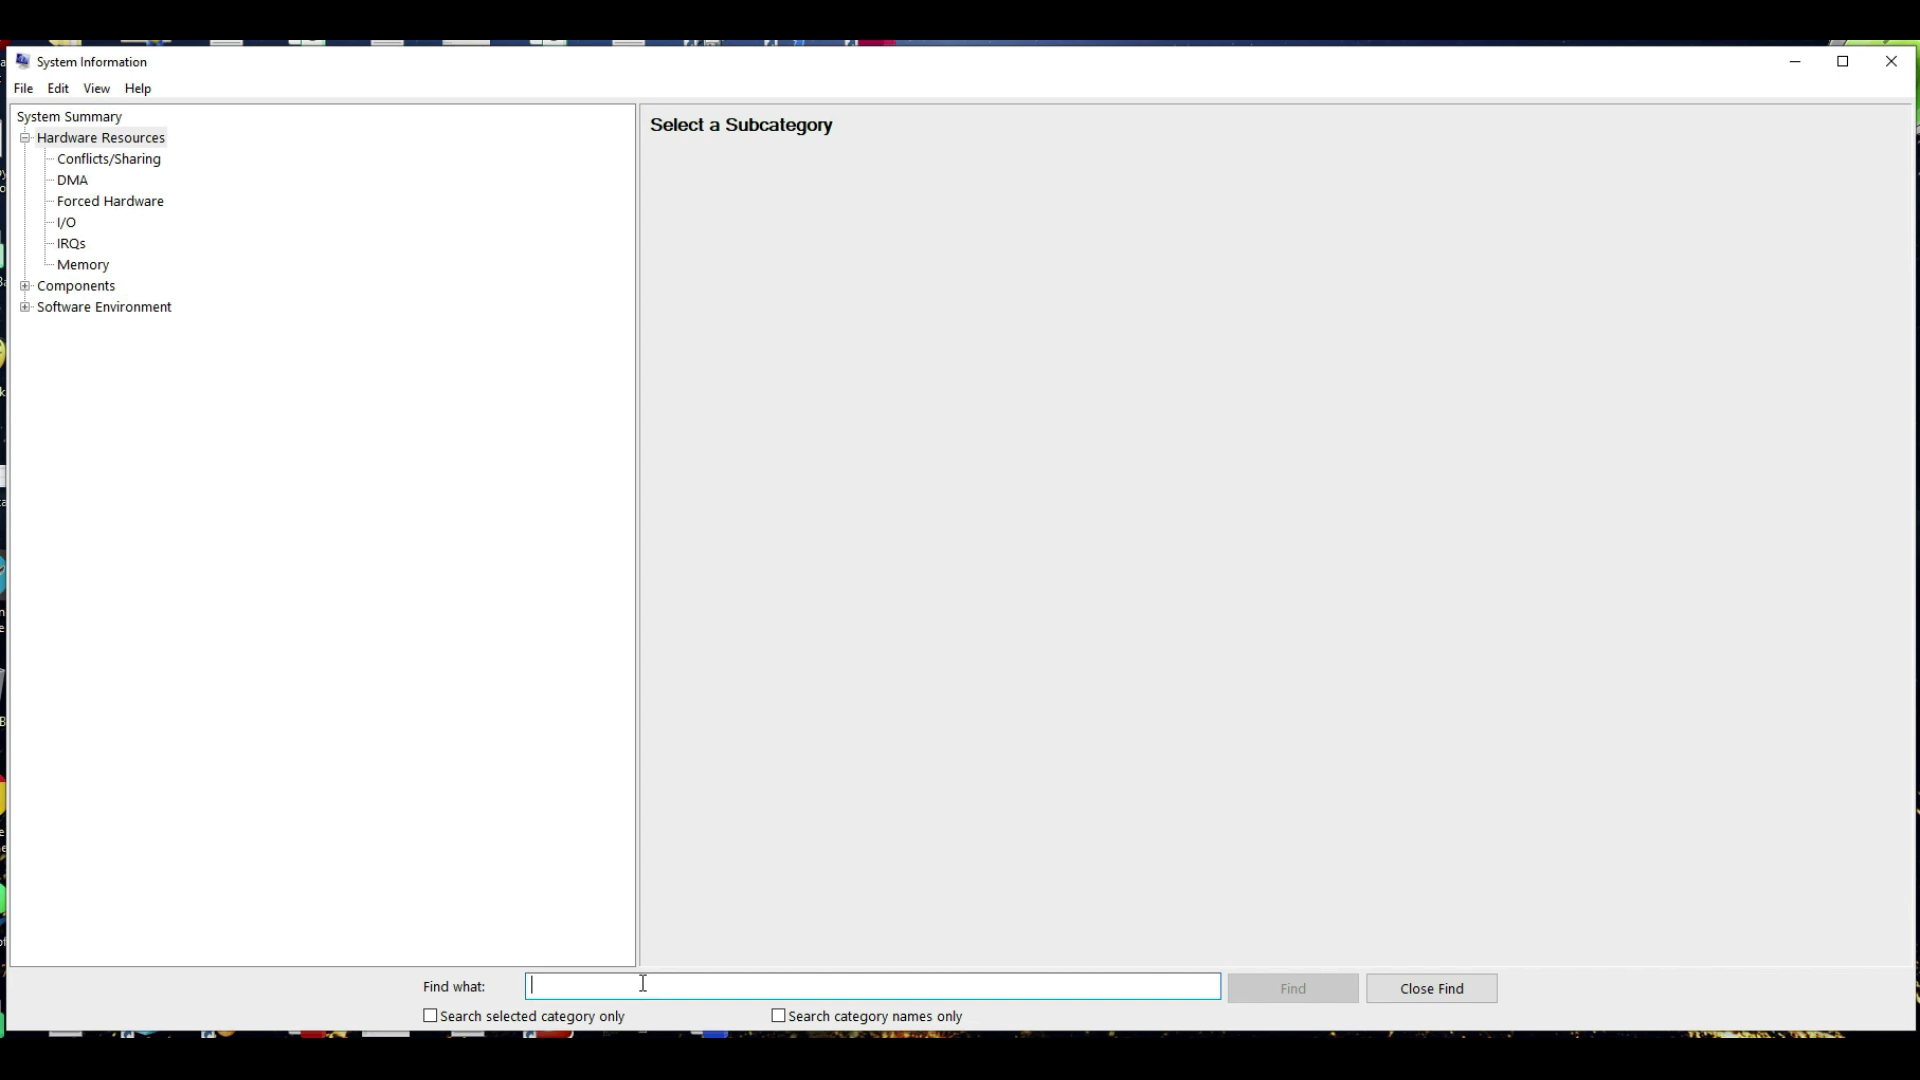 System Information
File Edit View Help
System Summary
Hardware Resources
Conflicts/Sharing
DMA
Forced Hardware
I/O
IRQs
Memory
Components
Software Environment
Select a Subcategory
Find what:
Find
Close Find
Search selected category only
Search category names only